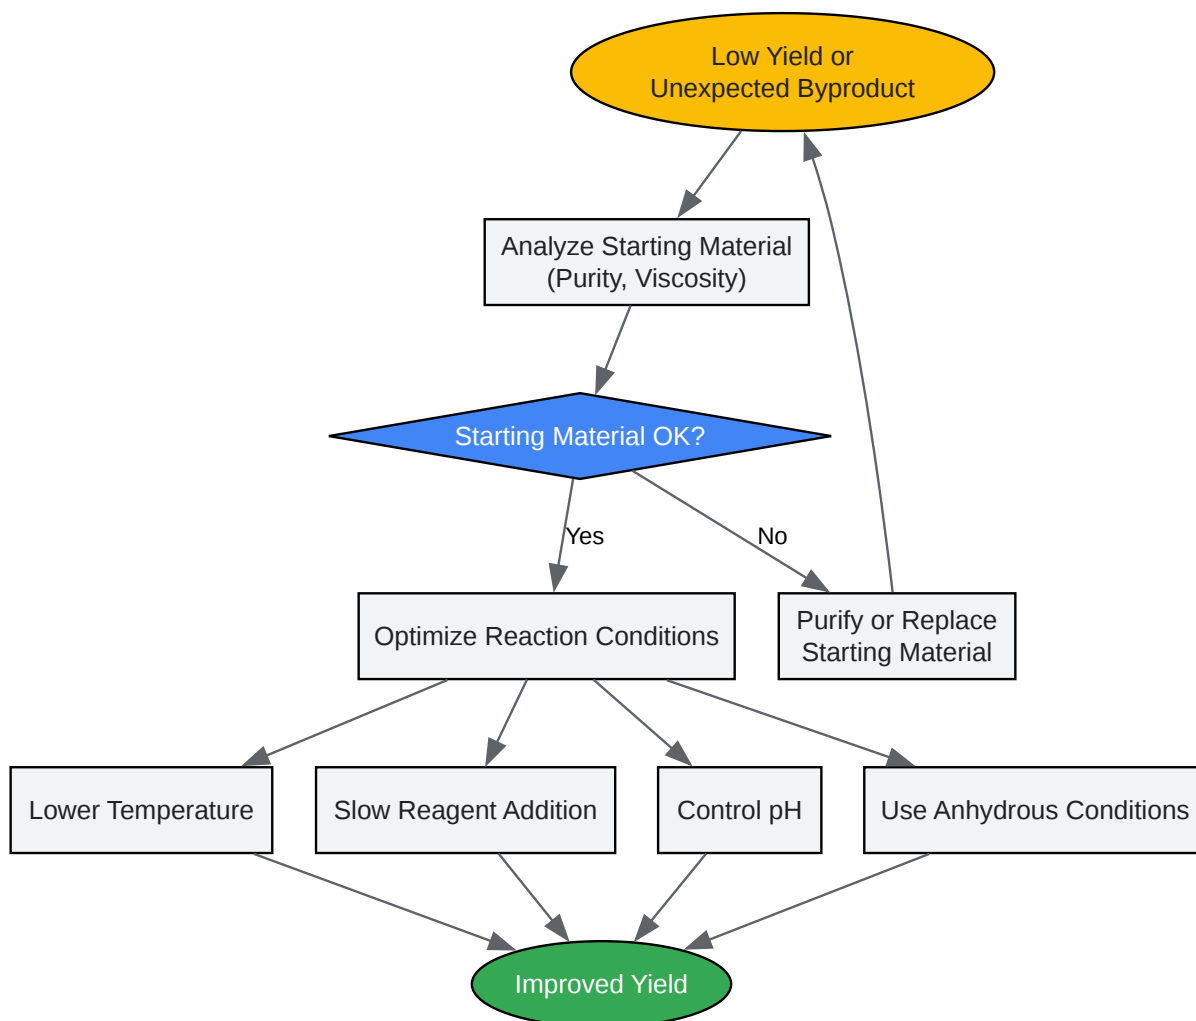 Low Yield or
Unexpected Byproduct
Analyze Starting Material
(Purity, Viscosity)
Starting Material OK?
Yes
No
Optimize Reaction Conditions
Purify or Replace
Starting Material
Lower Temperature
Slow Reagent Addition
Control pH
Use Anhydrous Conditions
Improved Yield